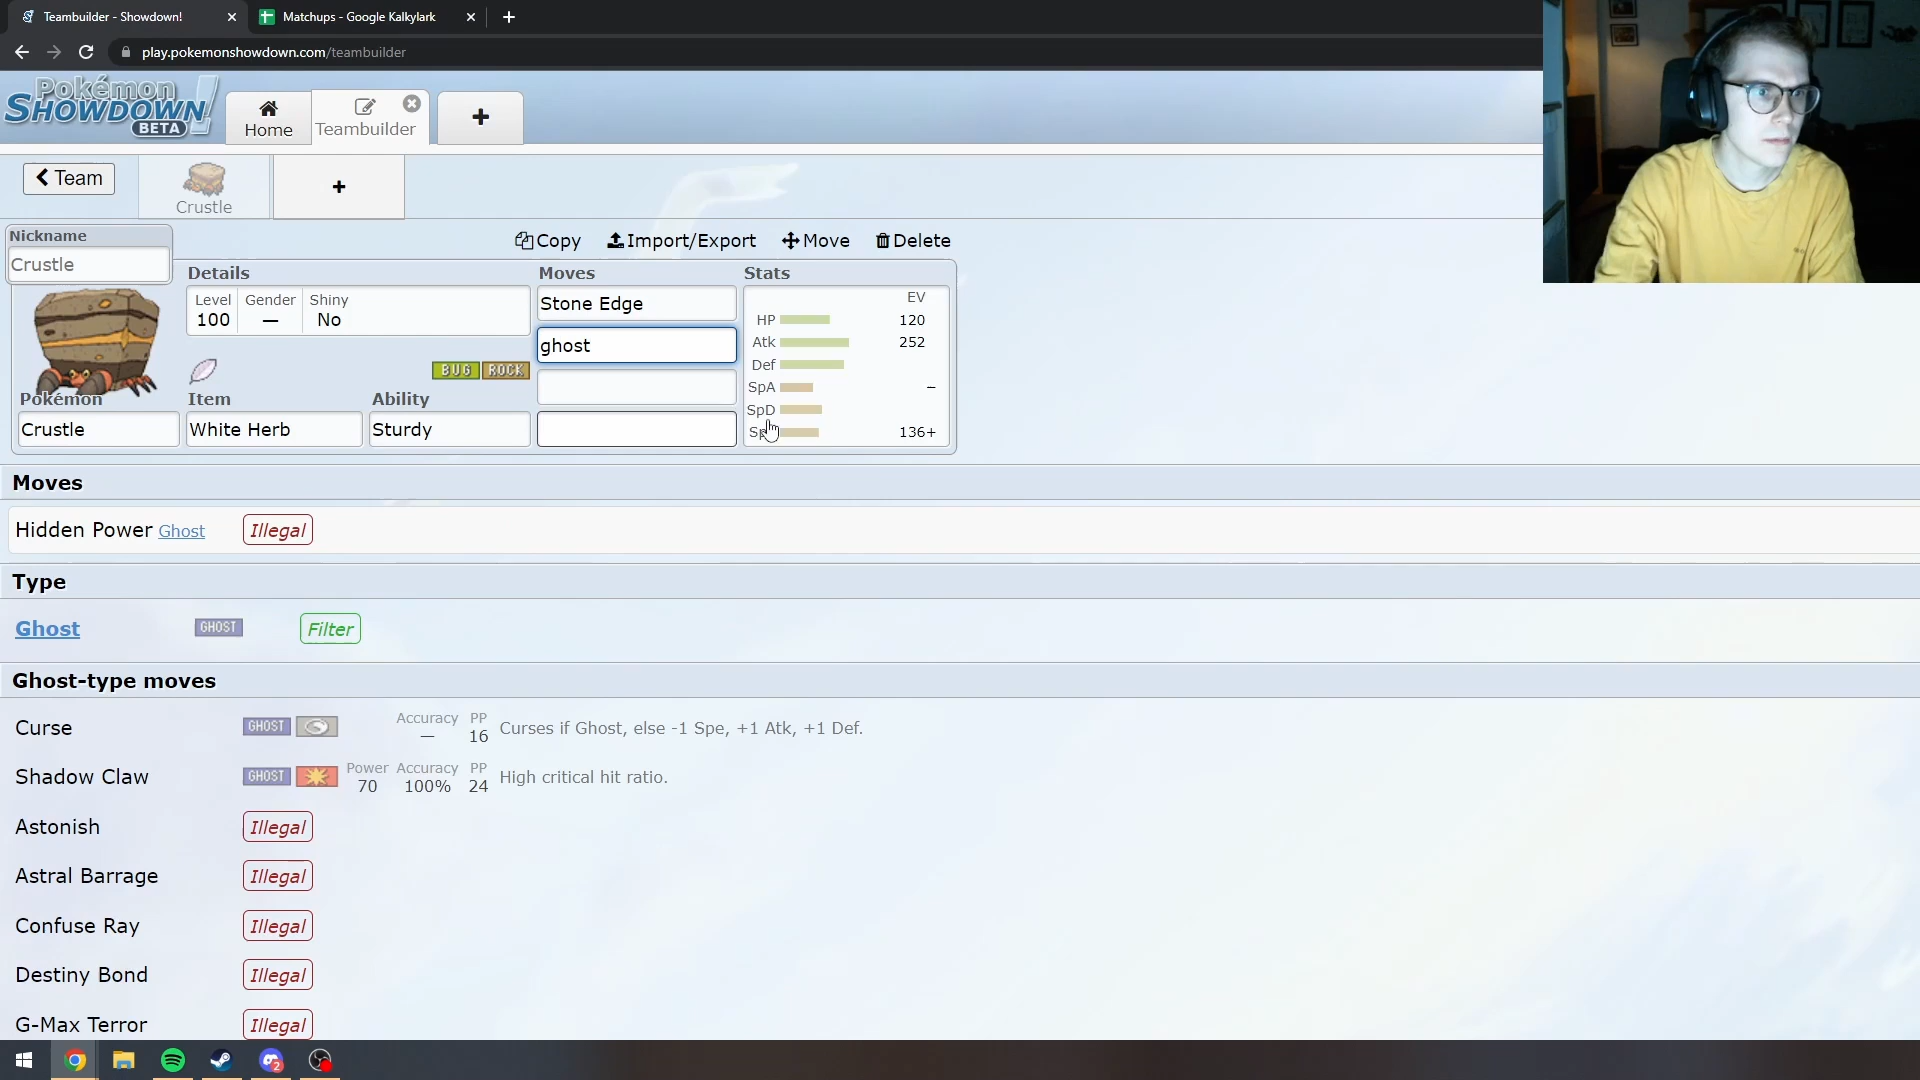 Teambuilder - Showdown!
Matchups - Google Kalkylark
play.pokemonshowdown.com/teambuilder
Pokémon
SHOWDOWN!
BETA
Home
Teambuilder
+
Team
Crustle
+
Nickname
Crustle
Copy
Import/Export
Move
Delete
Details
Moves
Stats
Level
Gender
Shiny
100
—
No
Stone Edge
EV
HP
120
ghost
Atk
252
Def
BUG
ROCK
SpA
–
Pokémon
Item
Ability
SpD
Crustle
White Herb
Sturdy
136+
Moves
Hidden Power Ghost
Illegal
Type
Ghost
GHOST
Filter
Ghost-type moves
Curse
GHOST
Accuracy
—
PP
16
Curses if Ghost, else -1 Spe, +1 Atk, +1 Def.
Shadow Claw
GHOST
Power
70
Accuracy
100%
PP
24
High critical hit ratio.
Astonish
Illegal
Astral Barrage
Illegal
Confuse Ray
Illegal
Destiny Bond
Illegal
G-Max Terror
Illegal
2